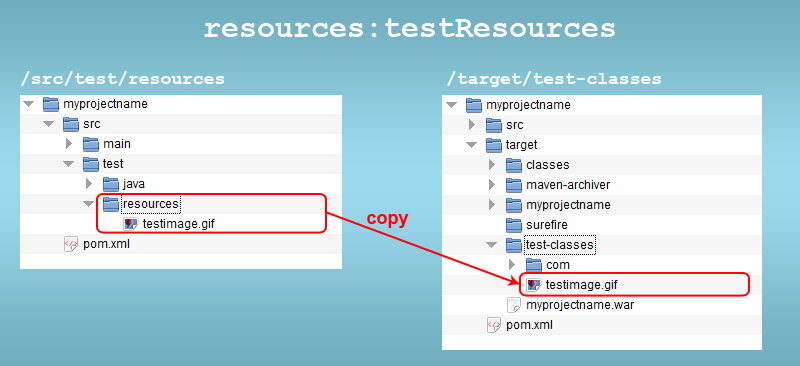 resources:testResources
/src/test/resources
myprojectname
src
main
test
java
resources
testimage.gif
pom.xml
copy
/target/test-classes
myprojectname
src
target
classes
maven-archiver
myprojectname
surefire
test-classes
com
testimage.gif
myprojectname.war
pom.xml